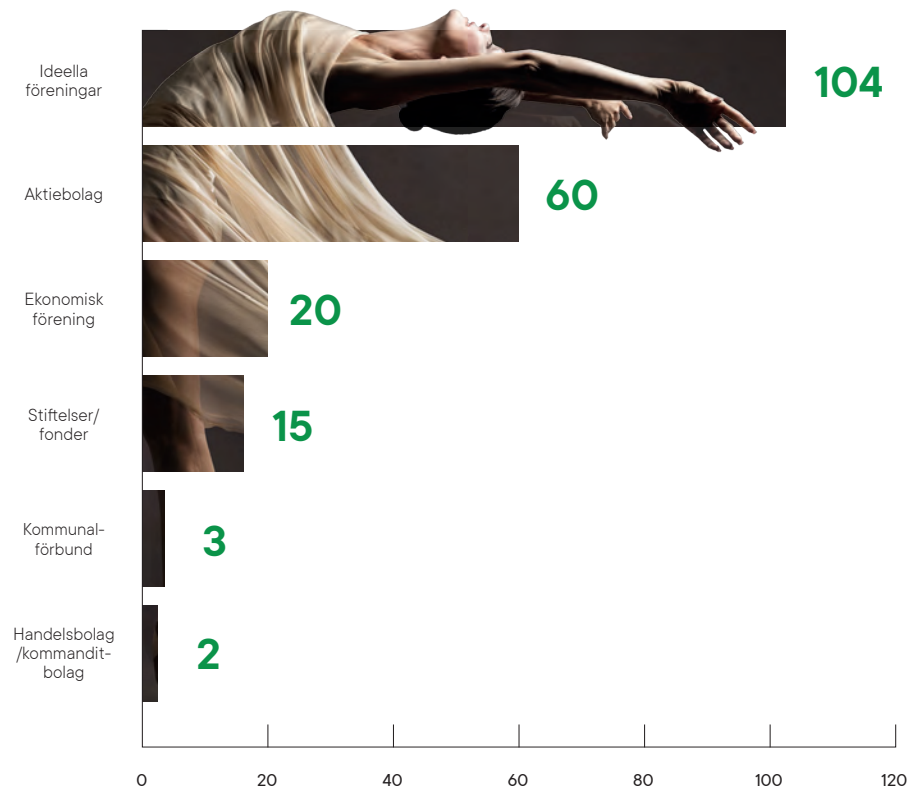 Ideella
föreningar
104
Aktiebolag
60
Ekonomisk
förening
20
Stiftelser/
fonder
15
Kommunal-
förbund
3
Handelsbolag
/kommandit-
bolag
2
0 20 40 60 80 100 120